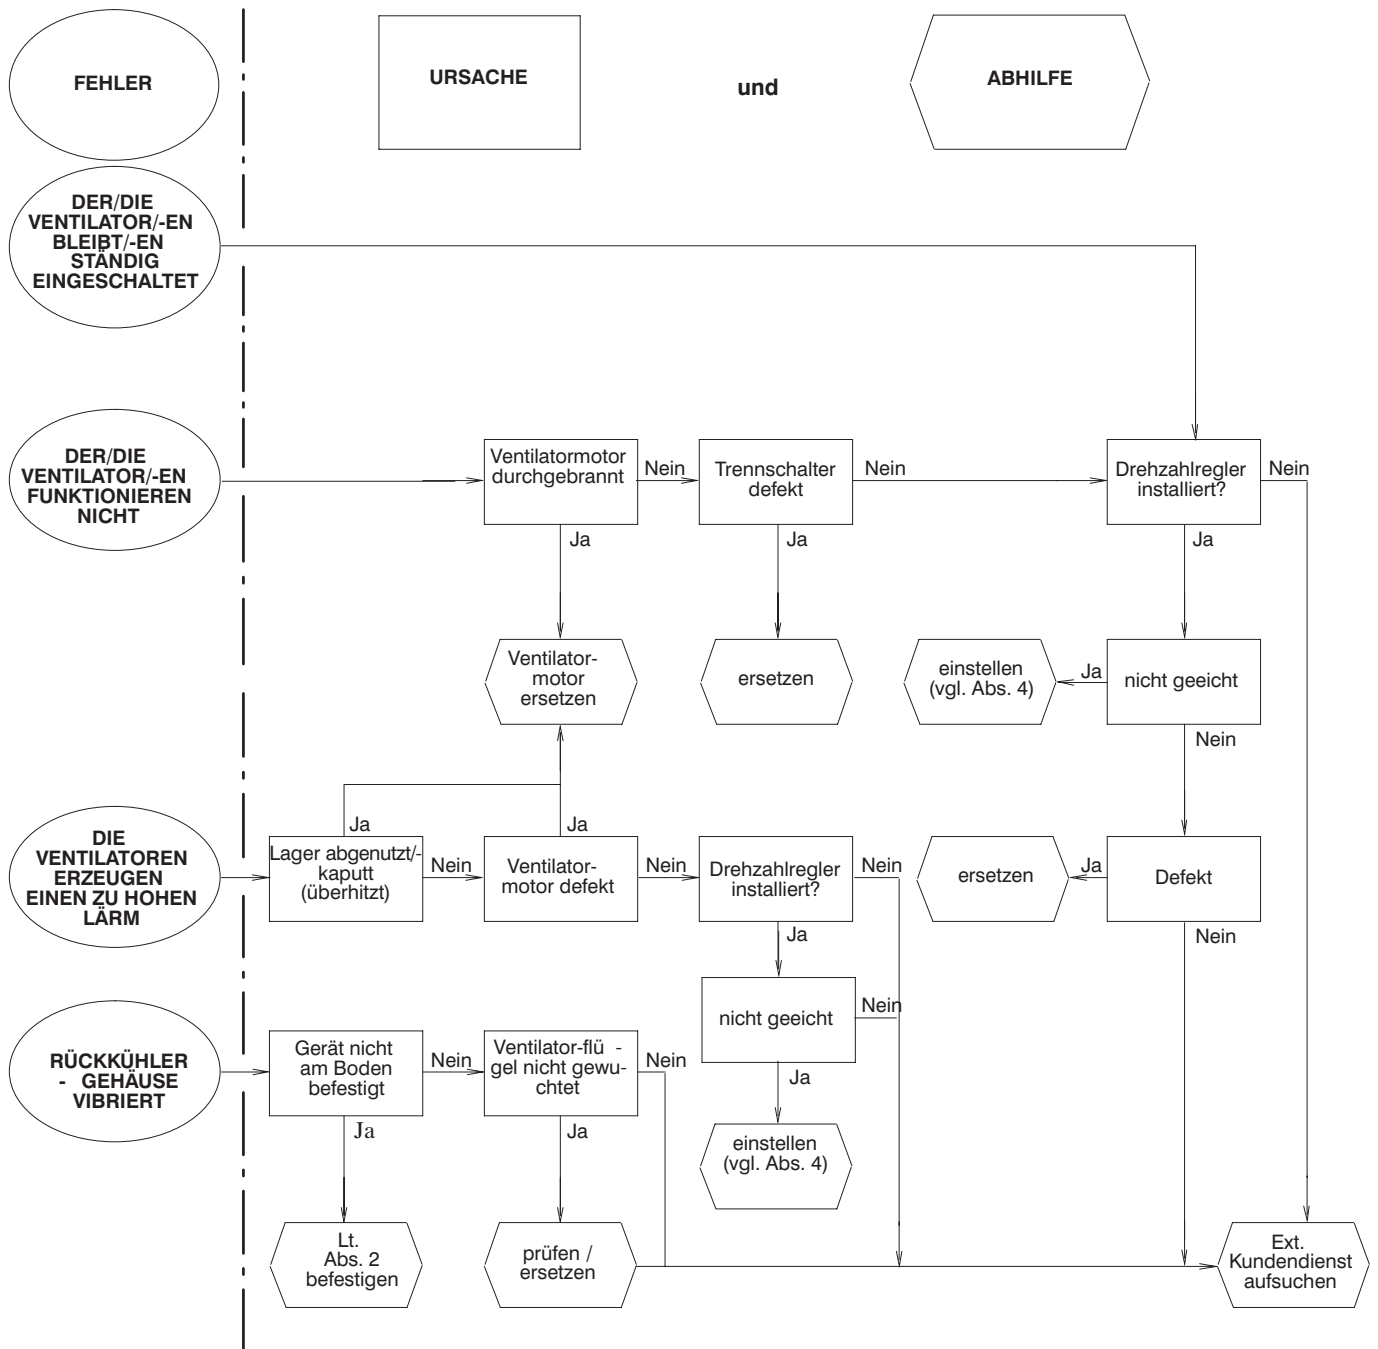 FEHLER
URSACHE
und
ABHILFE
DER/DIE
VENTILATOR/-EN
BLEIBT/-EN
STÄNDIG
EINGESCHALTET
DER/DIE
VENTILATOR/-EN
FUNKTIONIEREN
NICHT
Ventilatormotor
durchgebrannt
Nein
Trennschalter
defekt
Nein
Drehzahlregler
installiert?
Nein
Ja
Ja
Ja
Ventilator-
motor
ersetzen
ersetzen
einstellen
(vgl. Abs. 4)
Ja
nicht geeicht
Nein
DIE
VENTILATOREN
ERZEUGEN
EINEN ZU HOHEN
LÄRM
Ja
Lager abgenutzt/-
kaputt
(überhitzt)
Nein
Ja
Ventilator-
motor defekt
Nein
Drehzahlregler
installiert?
Nein
ersetzen
Ja
Defekt
Ja
Nein
nicht geeicht
Nein
RÜCKKÜHLER
- GEHÄUSE
VIBRIERT
Gerät nicht
am Boden
befestigt
Nein
Ventilator-flü -
gel nicht gewu-
chtet
Nein
Ja
Ja
Ja
einstellen
(vgl. Abs. 4)
Lt.
Abs. 2
befestigen
prüfen /
ersetzen
Ext.
Kundendienst
aufsuchen